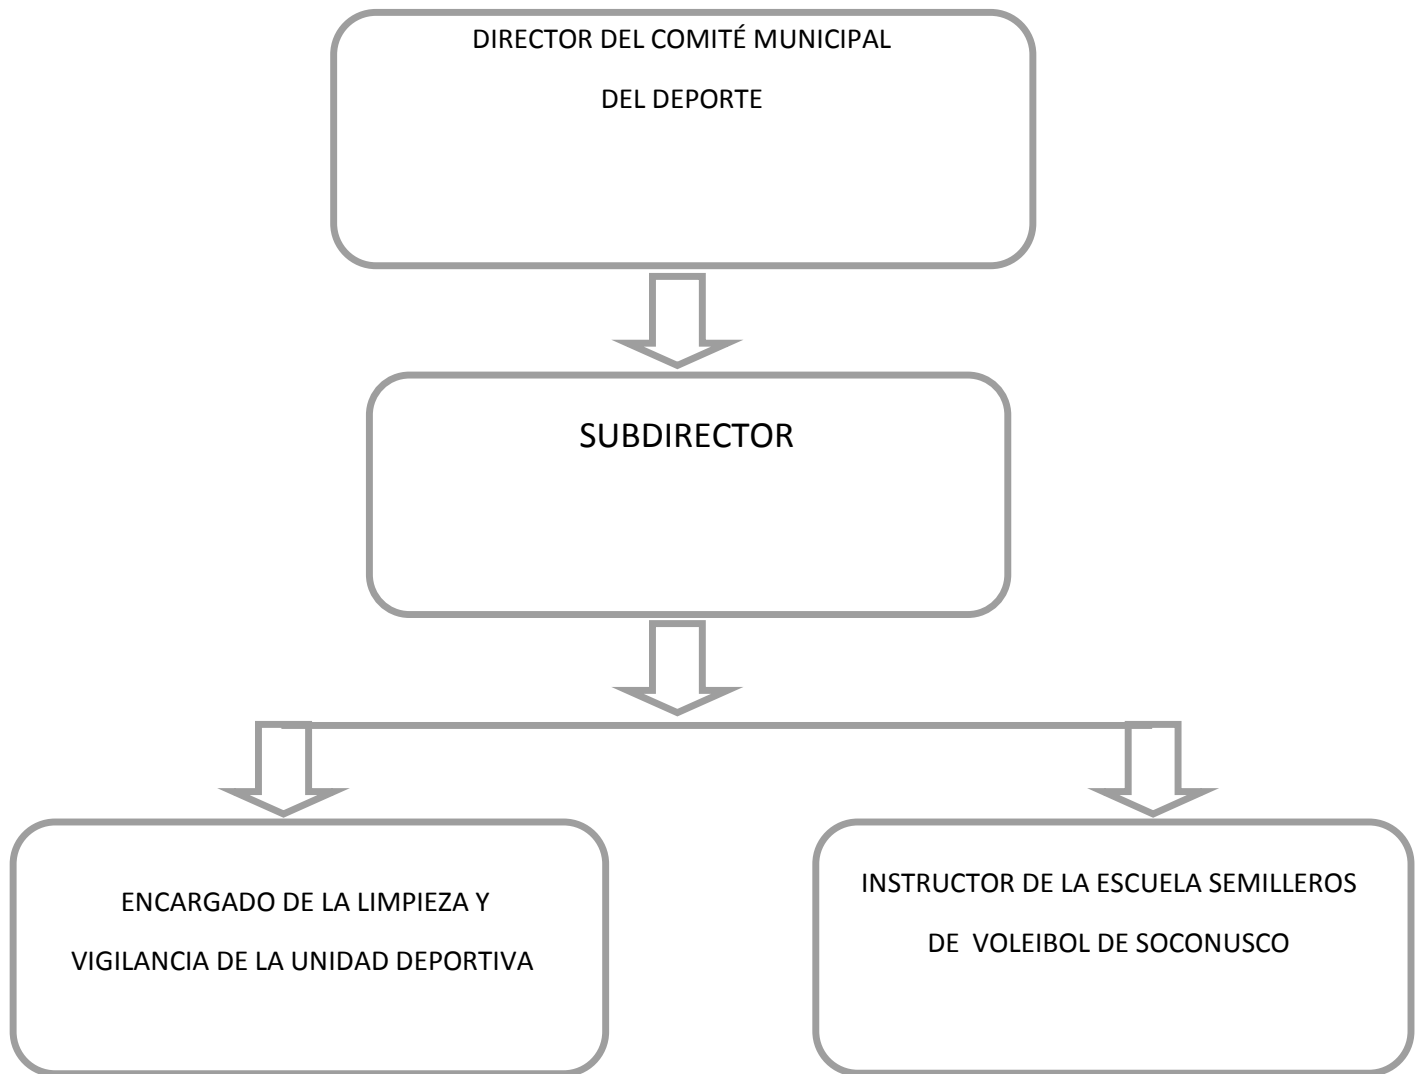 DIRECTOR DEL COMITÉ MUNICIPAL
DEL DEPORTE
SUBDIRECTOR
ENCARGADO DE LA LIMPIEZA Y
VIGILANCIA DE LA UNIDAD DEPORTIVA
INSTRUCTOR DE LA ESCUELA SEMILLEROS
DE VOLEIBOL DE SOCONUSCO